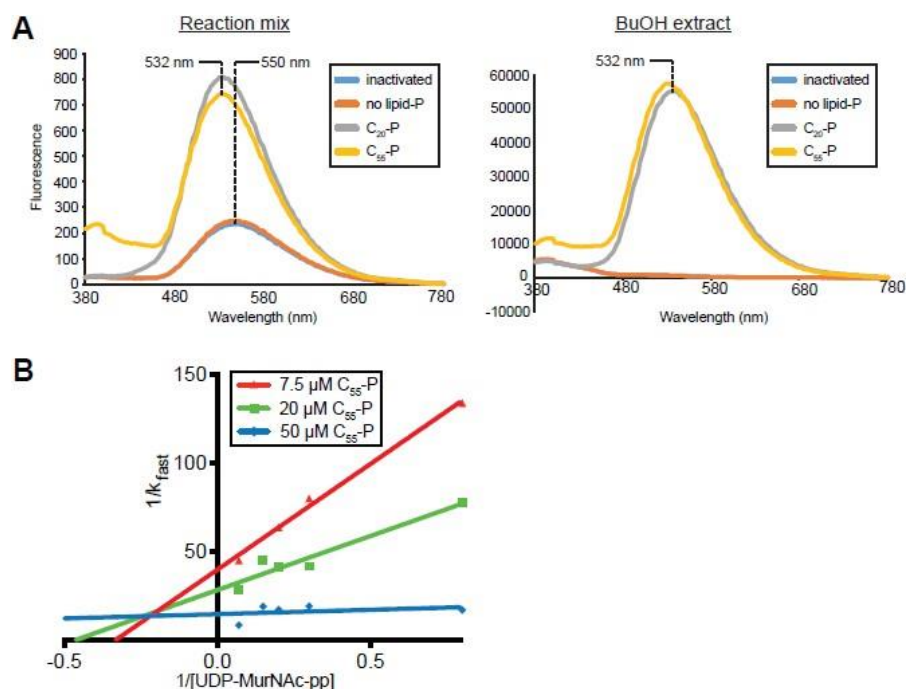 A
Reaction mix
BuOH extract
900
800
700
600
500
400
300
200
100
0
Fluorescence
532 nm
550 nm
inactivated
no lipid-P
C₂₀-P
C₅₅-P
380
480
580
680
780
Wavelength (nm)
60000
50000
40000
30000
20000
10000
0
-10000
532 nm
inactivated
no lipid-P
C₂₀-P
C₅₅-P
380
480
580
680
780
Wavelength (nm)
B
150
100
50
1/k_fast
7.5 µM C₅₅-P
20 µM C₅₅-P
50 µM C₅₅-P
-0.5
0.0
0.5
1/[UDP-MurNAc-pp]